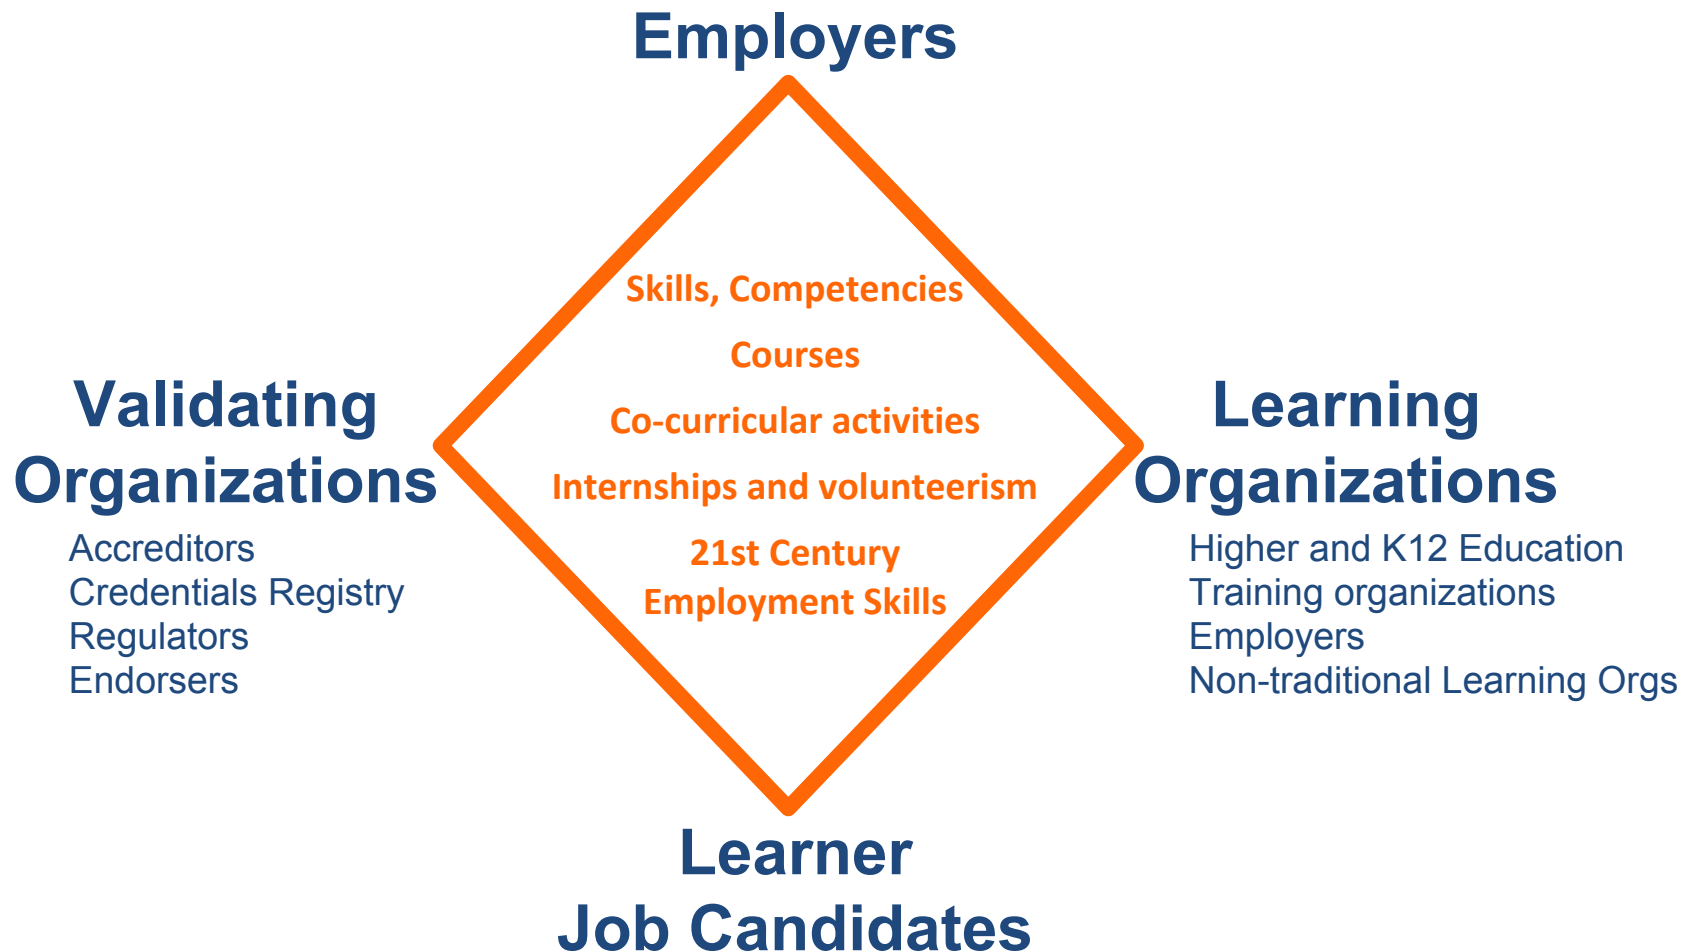 Employers
Skills, Competencies
Courses
Co-curricular activities
Internships and volunteerism
21st Century
Employment Skills
Validating
Organizations
Accreditors
Credentials Registry
Regulators
Endorsers
Learning
Organizations
Higher and K12 Education
Training organizations
Employers
Non-traditional Learning Orgs
Learner
Job Candidates